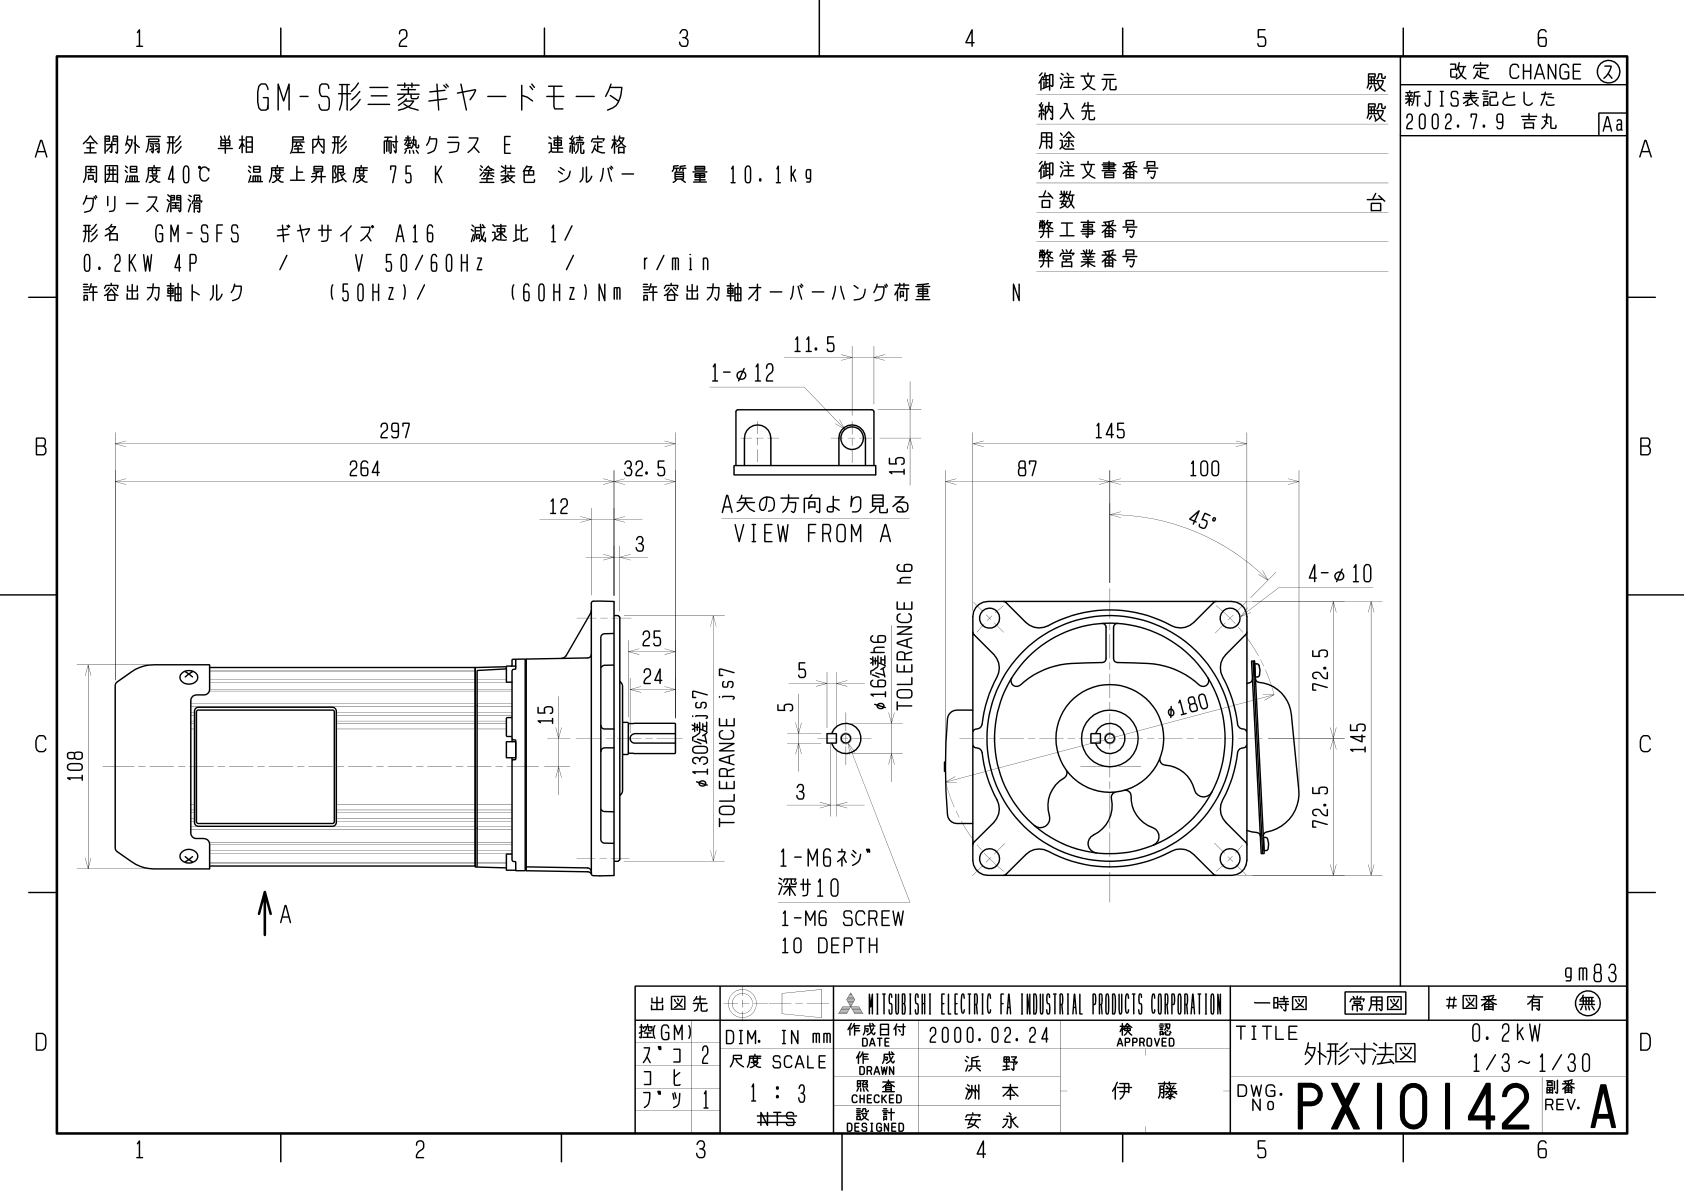 1 2 3 4 5 6
GM-S形三菱ギヤードモータ
全閉外扇形 単相 屋内形 耐熱クラス E 連続定格
周囲温度40℃ 温度上昇限度 75 K 塗装色 シルバー 質量 10.1kg
グリース潤滑
形名 GM-SFS ギヤサイズ A16 減速比 1/
0.2KW 4P / V 50/60Hz / r/min
許容出力軸トルク (50Hz)/ (60Hz)Nm 許容出力軸オーバーハング荷重 N
御注文元 殿
納入先 殿
用途
御注文書番号
台数 台
弊工事番号
弊営業番号
改定 CHANGE ス
新JIS表記とした
2002.7.9 吉丸 Aa
A A
B B
C C
D D
11.5
1-φ12
15
A矢の方向より見る
VIEW FROM A
297
264
32.5
12
3
25
24
15
108
φ130公差js7
TOLERANCE js7
A
5
5
3
φ16公差h6
TOLERANCE h6
1-M6ネジ
深サ10
1-M6 SCREW
10 DEPTH
145
87
100
45°
4-φ10
φ180
72.5
145
72.5
gm83
出図先
控(GM)
ズコ 2
コヒ
ブツ 1
DIM. IN mm
尺度 SCALE
1 : 3
NTS
MITSUBISHI ELECTRIC FA INDUSTRIAL PRODUCTS CORPORATION
作成日付 DATE 2000.02.24
検認 APPROVED
作成 DRAWN 浜野
照査 CHECKED 洲本
伊藤
設計 DESIGNED 安永
一時図 常用図 #図番 有 無
TITLE 外形寸法図
0.2kW
1/3~1/30
DWG. No PX10142
副番 REV. A
1 2 3 4 5 6